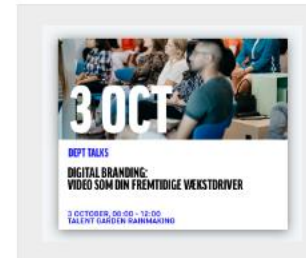 3 OCT
DEPT TALKS
DIGITAL BRANDING:
VIDEO SOM DIN FREMTIDIGE VÆKSTDRIVER
3 OCTOBER, 09:00 - 12:00
TALENT GARDEN RAINMAKING